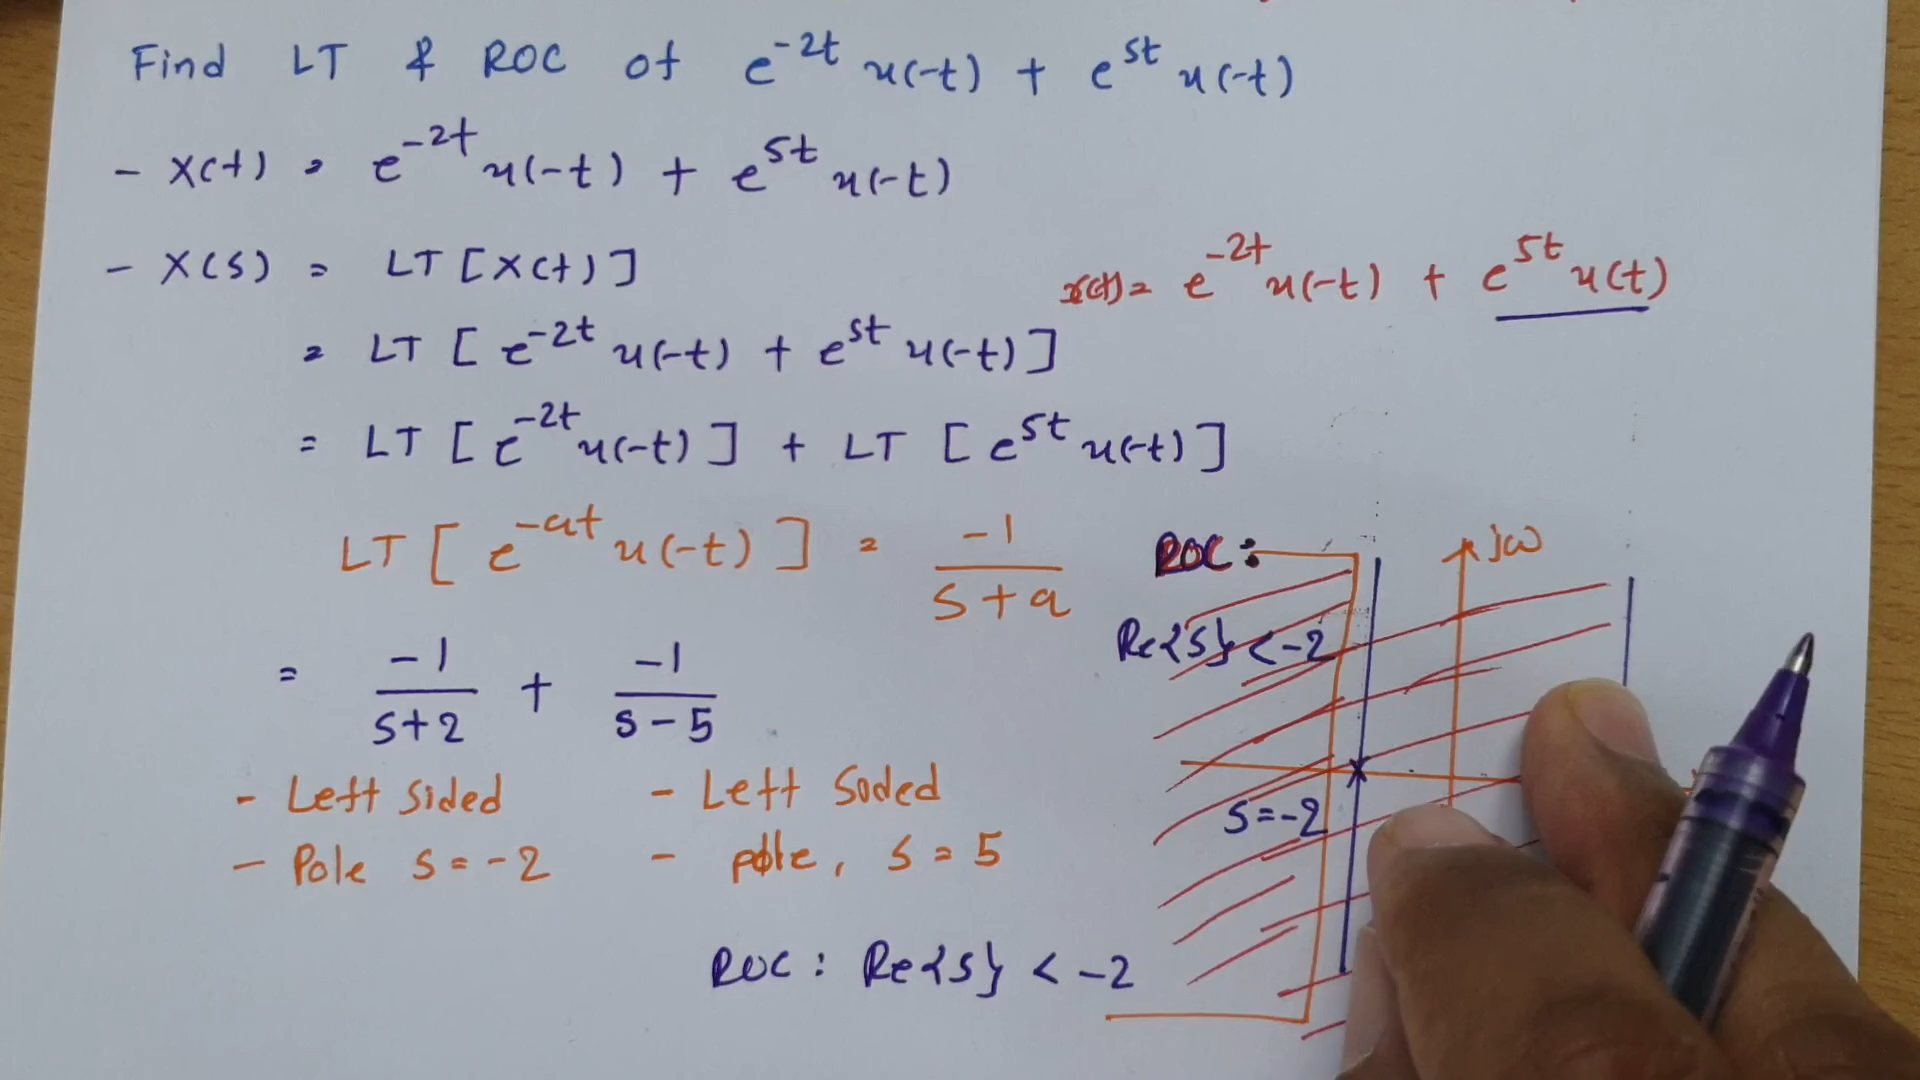 Find LT & ROC of e^-2t u(-t) + e^5t u(-t)
- x(t) = e^-2t u(-t) + e^5t u(-t)
- X(s) = LT [x(t)]
x(t) = e^-2t u(-t) + e^5t u(t)
= LT [e^-2t u(-t) + e^5t u(-t)]
= LT [e^-2t u(-t)] + LT [e^5t u(-t)]
LT [e^-at u(-t)] = -1/(s+a)
ROC:
jω
Re{s} < -2
= -1/(s+2) + -1/(s-5)
s=-2
- Left sided
- Left Soded
- Pole s = -2
- pole, s = 5
ROC: Re{s} < -2